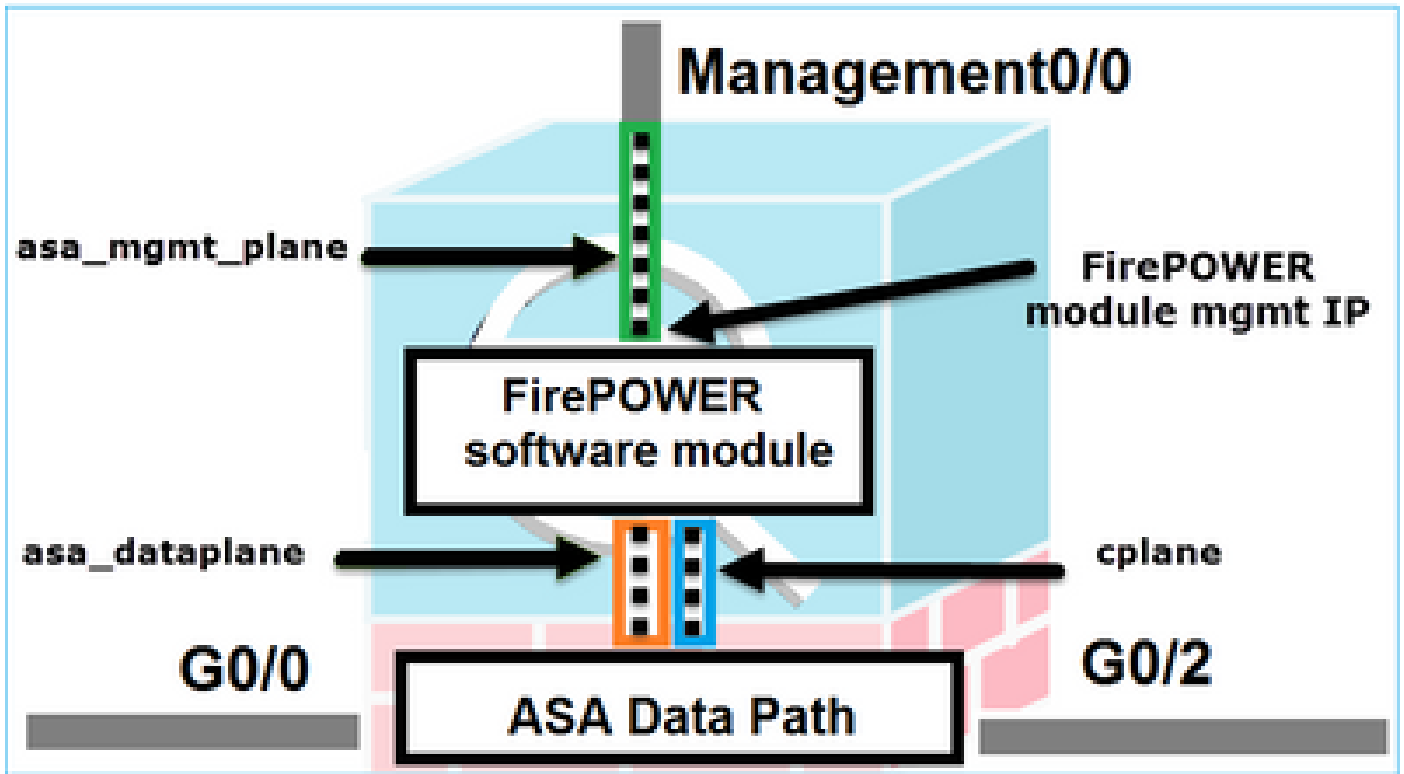 Management0/0
asa_mgmt_plane
FirePOWER
module mgmt IP
FirePOWER
software module
asa_dataplane
cplane
G0/0
G0/2
ASA Data Path